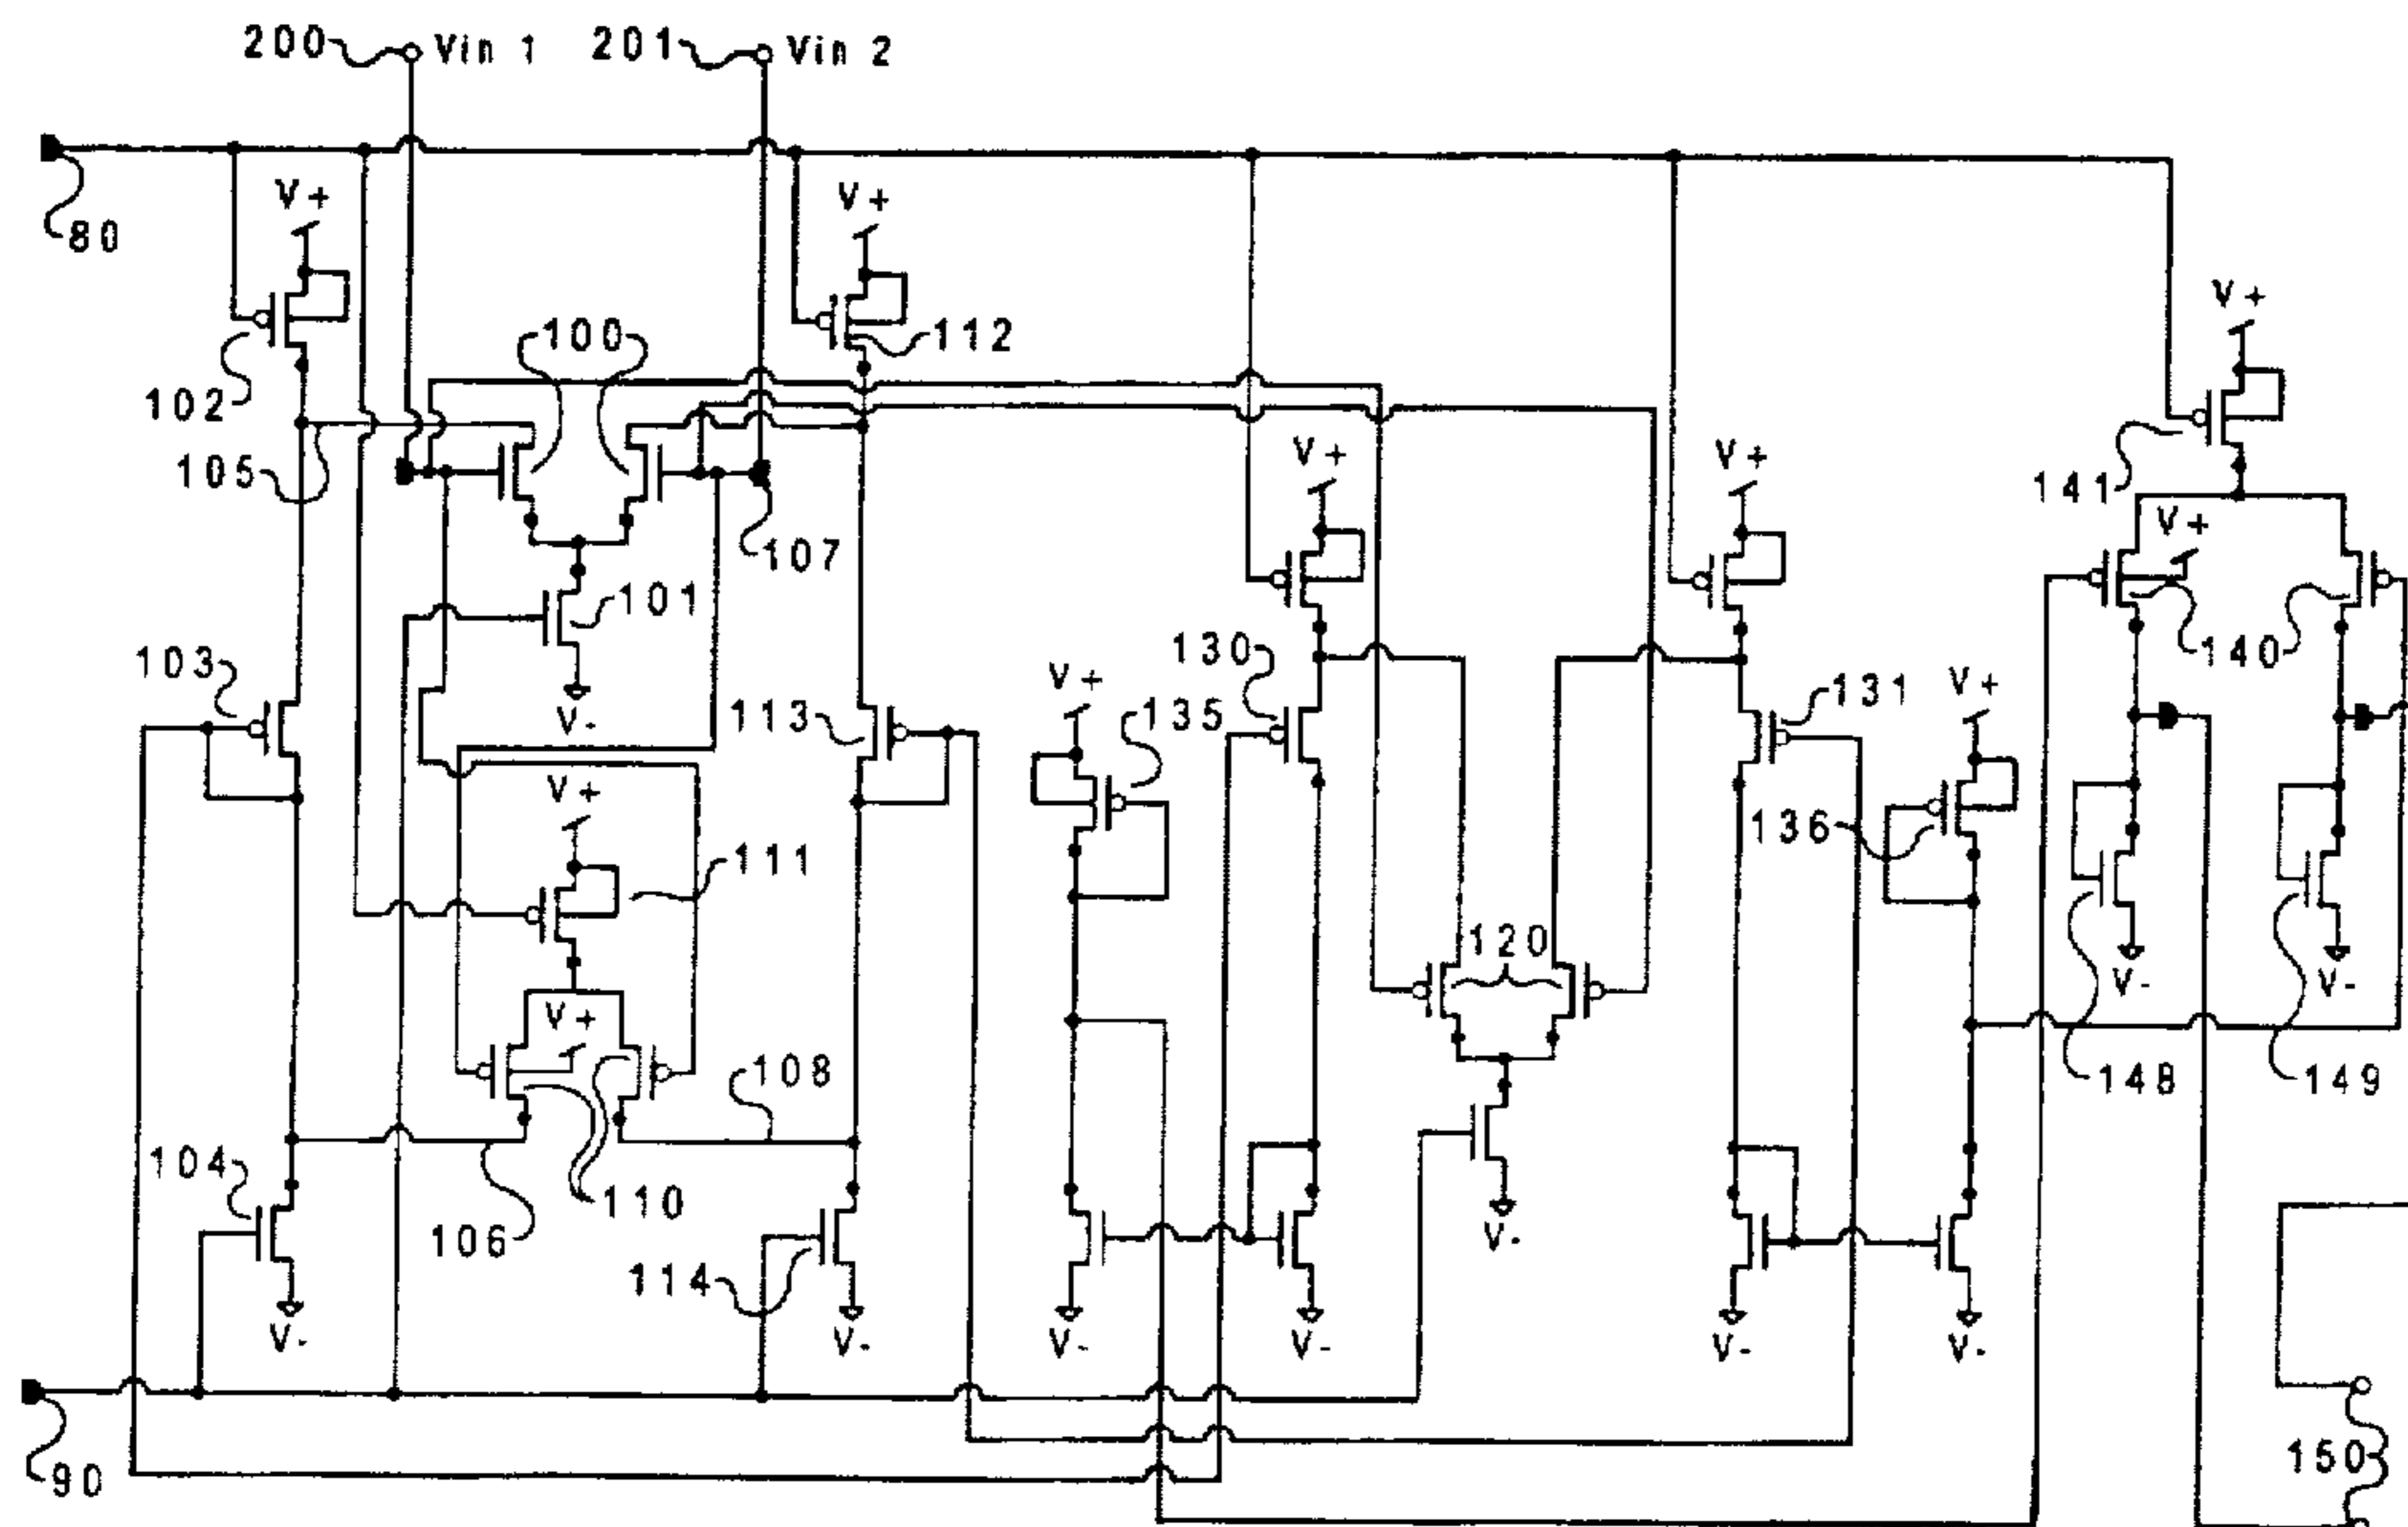 200 Vin 1 201 Vin 2
V+ V+
80
V+
100 112
102
V+ V+
105 141
V+
107
101 130 140
103 V+ 131 V+
V- 113 135
V+ 136
111
120
V+ V- V-
108 148 149
104
110
106 V-
114
V- V- V- V- V- V-
90 150